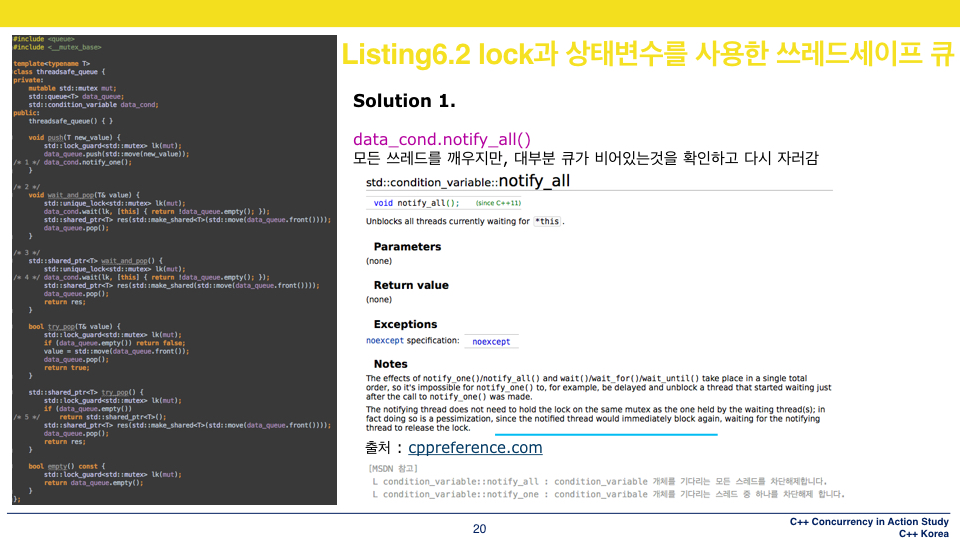 #include <queue>
#include <__mutex_base>
template<typename T>
class threadsafe_queue {
private:
mutable std::mutex mut;
std::queue<T> data_queue;
std::condition_variable data_cond;
public:
threadsafe_queue() { }
void push(T new_value) {
std::lock_guard<std::mutex> lk(mut);
data_queue.push(std::move(new_value));
/* 1 */ data_cond.notify_one();
}
/* 2 */
void wait_and_pop(T& value) {
std::unique_lock<std::mutex> lk(mut);
data_cond.wait(lk, [this] { return !data_queue.empty(); });
std::shared_ptr<T> res(std::make_shared<T>(std::move(data_queue.front())));
data_queue.pop();
}
/* 3 */
std::shared_ptr<T> wait_and_pop() {
std::unique_lock<std::mutex> lk(mut);
/* 4 */ data_cond.wait(lk, [this] { return !data_queue.empty(); });
std::shared_ptr<T> res(std::make_shared(std::move(data_queue.front())));
data_queue.pop();
return res;
}
bool try_pop(T& value) {
std::lock_guard<std::mutex> lk(mut);
if (data_queue.empty()) return false;
value = std::move(data_queue.front());
data_queue.pop();
return true;
}
std::shared_ptr<T> try_pop() {
std::lock_guard<std::mutex> lk(mut);
if (data_queue.empty())
/* 5 */ return std::shared_ptr<T>();
std::shared_ptr<T> res(std::make_shared<T>(std::move(data_queue.front())));
data_queue.pop();
return res;
}
bool empty() const {
std::lock_guard<std::mutex> lk(mut);
return data_queue.empty();
}
};
Listing6.2 lock과 상태변수를 사용한 쓰레드세이프 큐
Solution 1.
data_cond.notify_all()
모든 쓰레드를 깨우지만, 대부분 큐가 비어있는것을 확인하고 다시 자러감
std::condition_variable::notify_all
void notify_all(); (since C++11)
Unblocks all threads currently waiting for *this.
Parameters
(none)
Return value
(none)
Exceptions
noexcept specification: noexcept
Notes
The effects of notify_one()/notify_all() and wait()/wait_for()/wait_until() take place in a single total
order, so it's impossible for notify_one() to, for example, be delayed and unblock a thread that started waiting just
after the call to notify_one() was made.
The notifying thread does not need to hold the lock on the same mutex as the one held by the waiting thread(s); in
fact doing so is a pessimization, since the notified thread would immediately block again, waiting for the notifying
thread to release the lock.
출처 : cppreference.com
[MSDN 참고]
L condition_variable::notify_all : condition_variable 개체를 기다리는 모든 스레드를 차단해제합니다.
L condition_variable::notify_one : condition_varibale 개체를 기다리는 스레드 중 하나를 차단해제 합니다.
20
C++ Concurrency in Action Study
C++ Korea